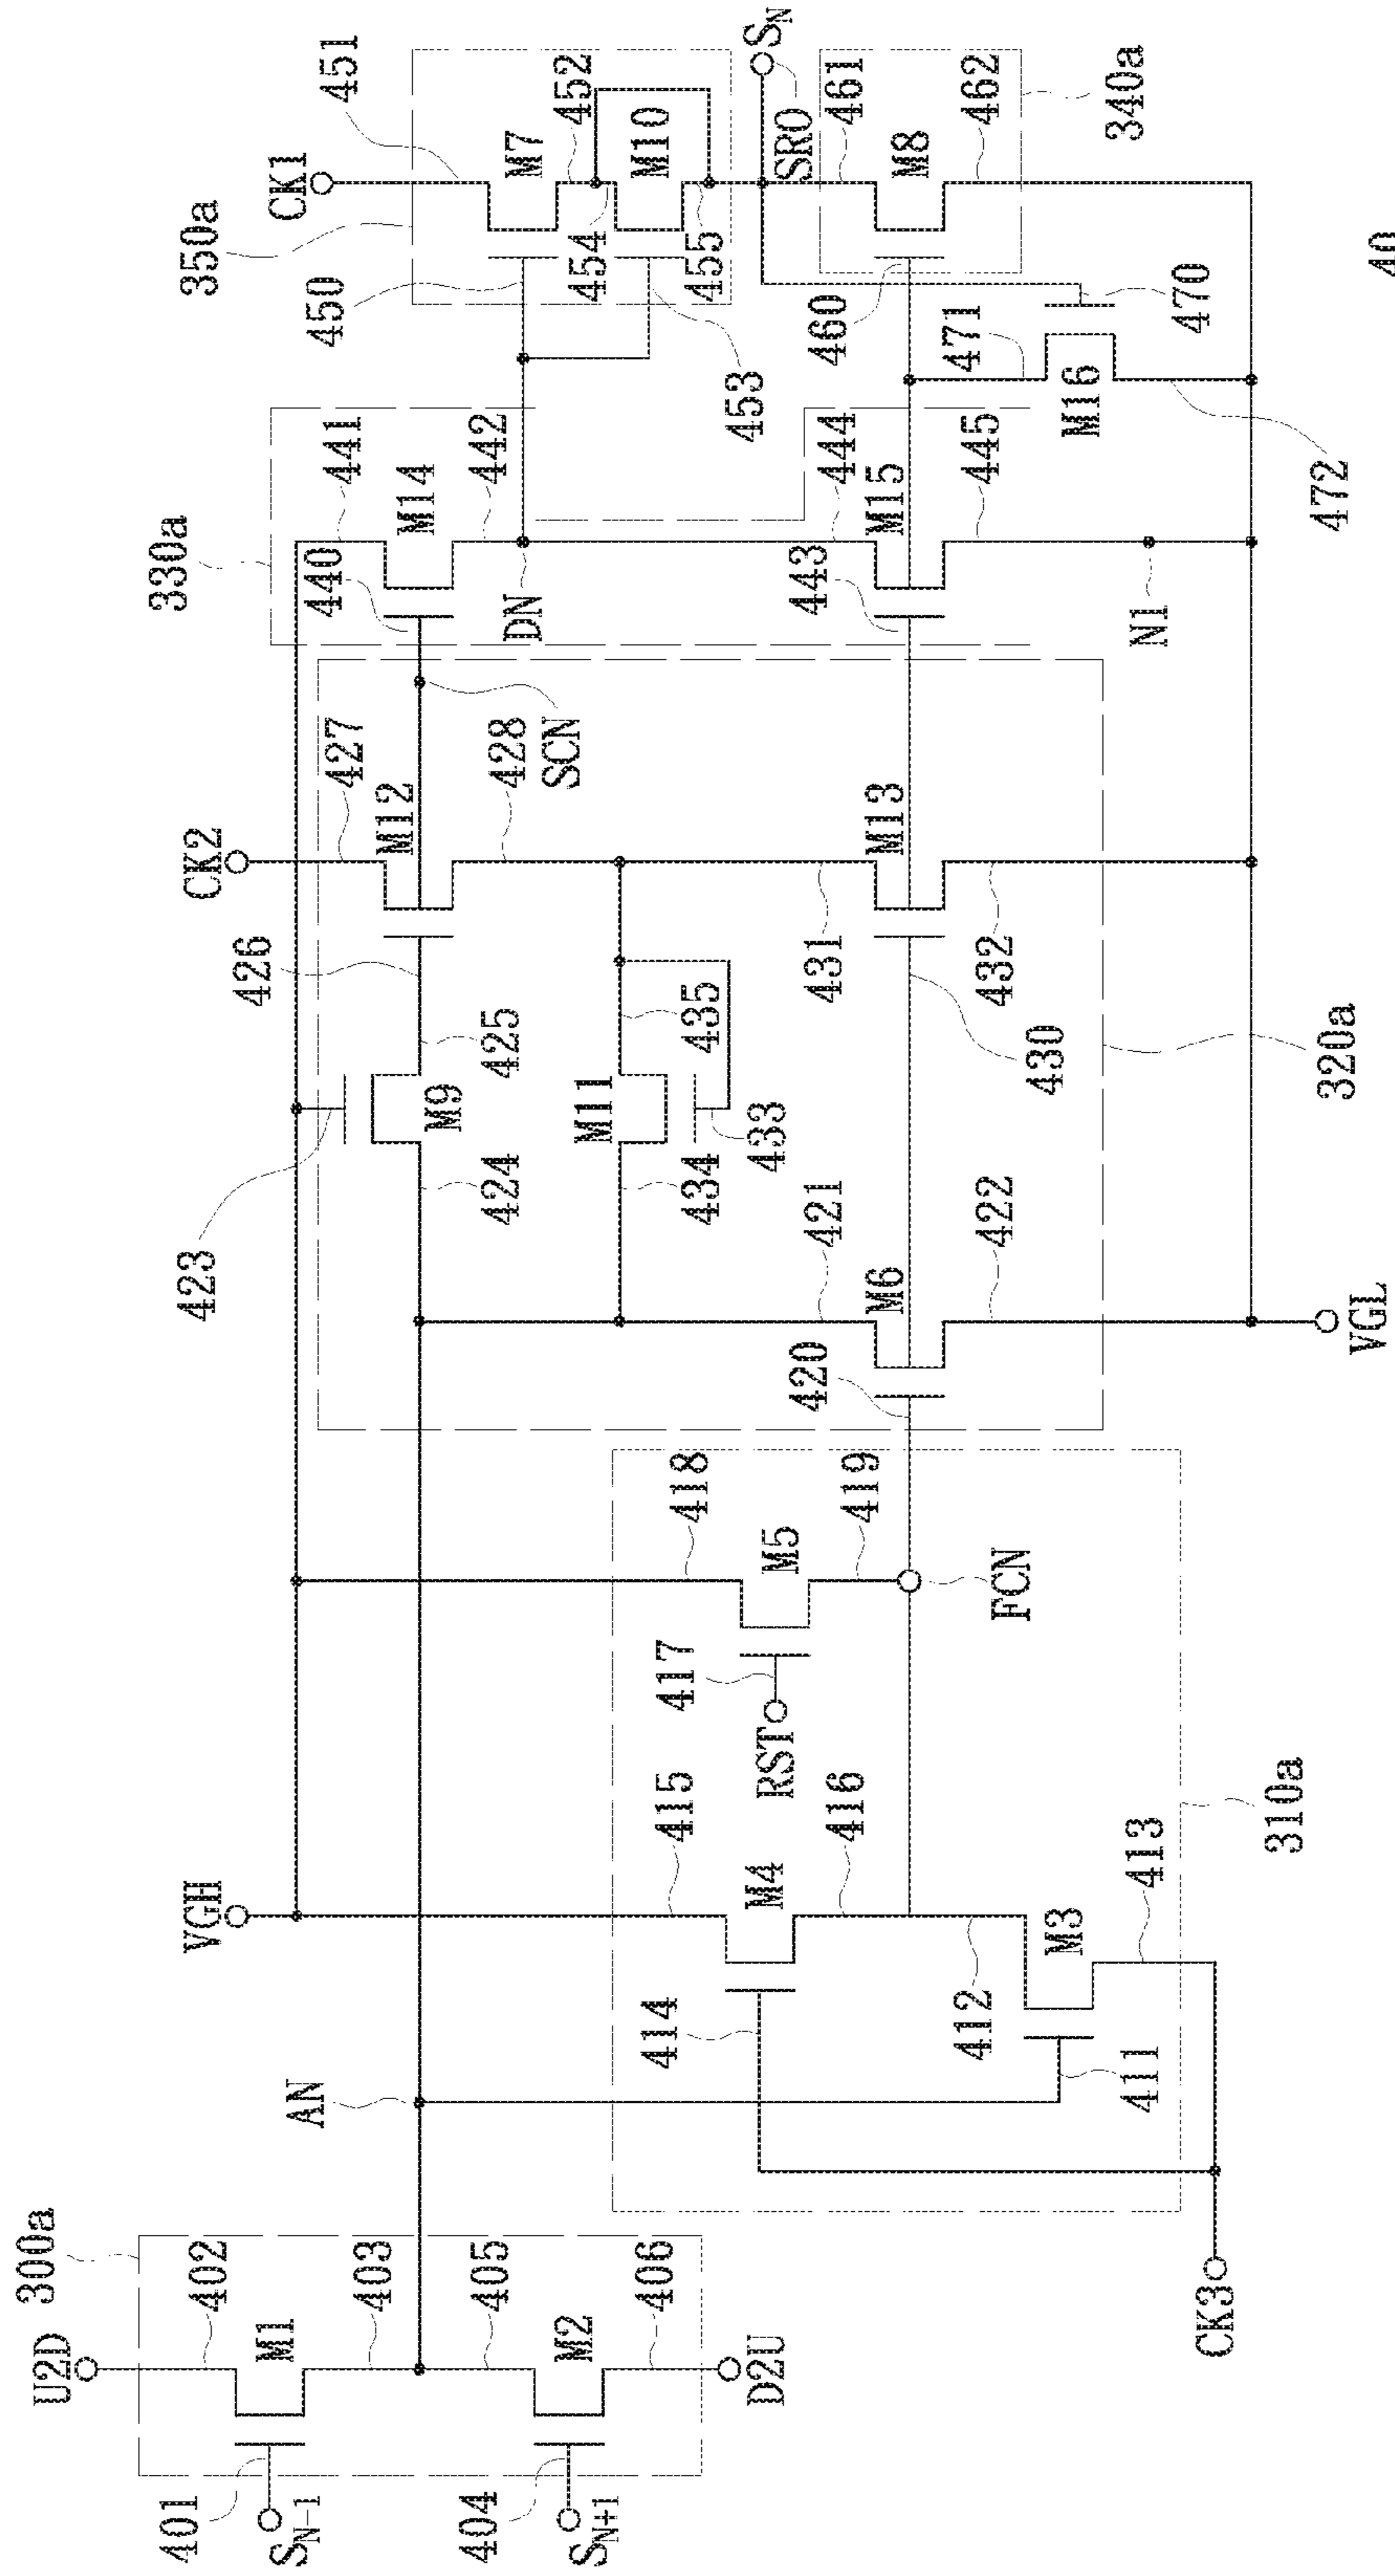 300a
U2D
402
M1
403
405
M2
406
D2U
401
S_{N-1}
404
S_{N+1}
AN
VGH
415
M4
416
414
412
M3
413
411
CK3
310a
418
M5
419
417
RST
FCN
423
424
M9
425
426
CK2
427
M12
428
SCN
M11
434
435
433
421
M6
422
420
431
M13
432
430
320a
VGL
330a
441
M14
442
440
DN
444
M15
445
443
N1
350a
CK1
451
M7
452
450
454
M10
455
453
S_N
SRO
461
M8
462
460
340a
471
M16
470
472
40